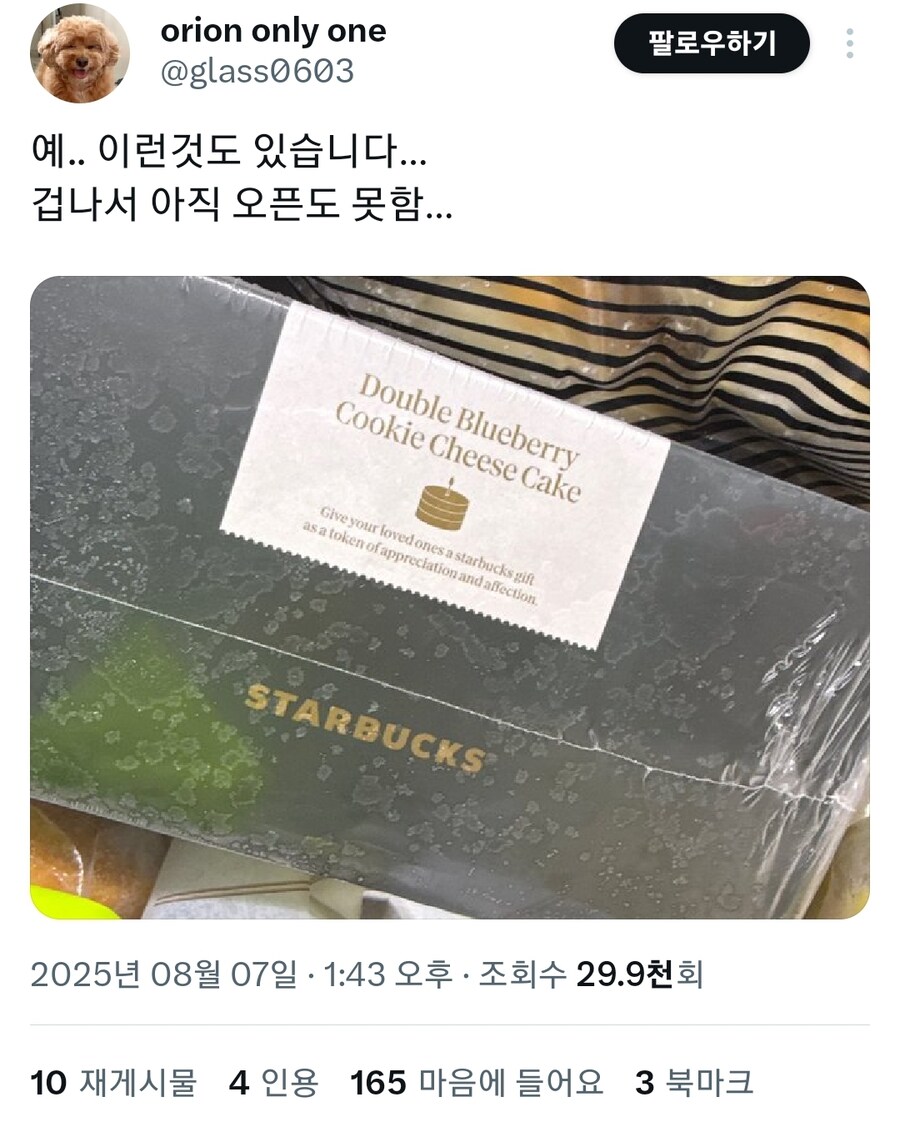 orion only one
@glass0603
팔로우하기
예.. 이런것도 있습니다...
겁나서 아직 오픈도 못함...
Double Blueberry
Cookie Cheese Cake
Give your loved ones a starbucks gift
as a token of appreciation and affection.
STARBUCKS
2025년 08월 07일 · 1:43 오후 · 조회수 29.9천회
10 재게시물 4 인용 165 마음에 들어요 3 북마크